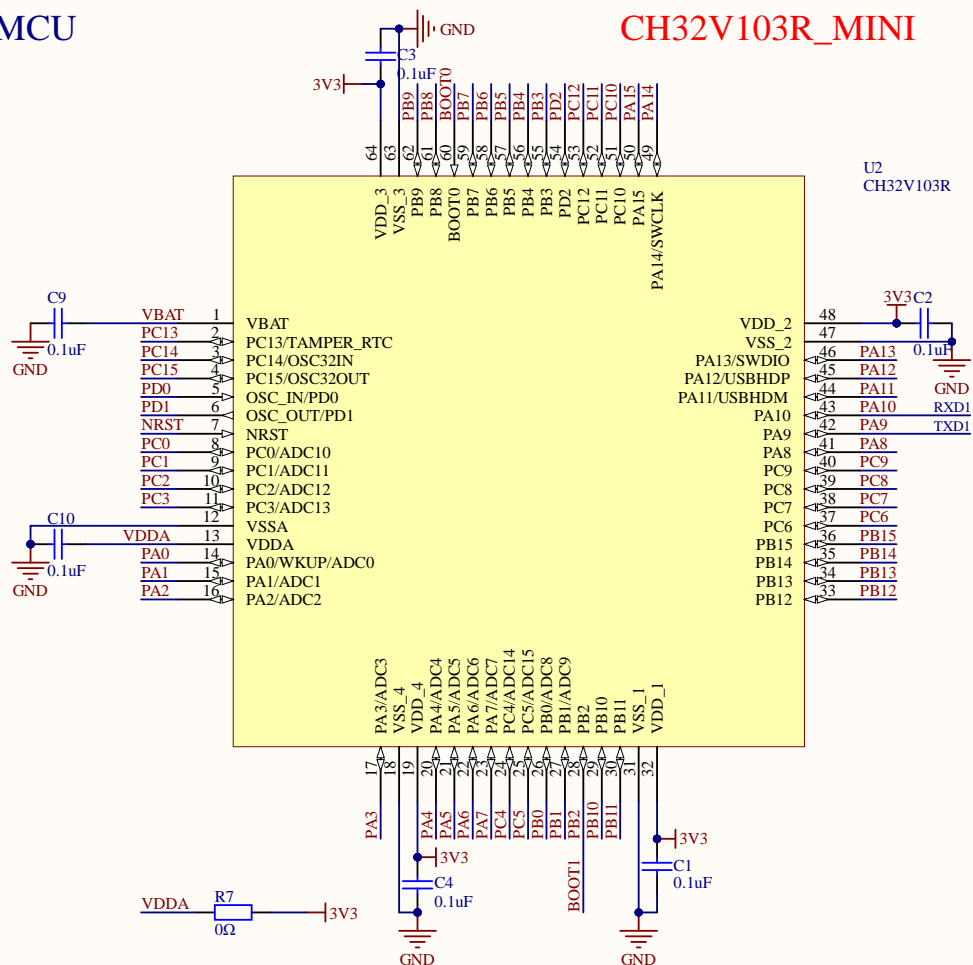 MCU
CH32V103R_MINI
GND
C3
0.1uF
3V3
PB9
PB8
BOOT0
PB7
PB6
PB5
PB4
PB3
PD2
PC12
PC11
PC10
PA15
PA14
64
63
62
61
60
59
58
57
56
55
54
53
52
51
50
49
VDD_3
VSS_3
PB9
PB8
BOOT0
PB7
PB6
PB5
PB4
PB3
PD2
PC12
PC11
PC10
PA15
PA14/SWCLK
U2
CH32V103R
C9
0.1uF
GND
VBAT 1 VBAT
PC13 2 PC13/TAMPER_RTC
PC14 3 PC14/OSC32IN
PC15 4 PC15/OSC32OUT
PD0 5 OSC_IN/PD0
PD1 6 OSC_OUT/PD1
NRST 7 NRST
PC0 8 PC0/ADC10
PC1 9 PC1/ADC11
PC2 10 PC2/ADC12
PC3 11 PC3/ADC13
12 VSSA
VDDA 13 VDDA
PA0 14 PA0/WKUP/ADC0
PA1 15 PA1/ADC1
PA2 16 PA2/ADC2
C10
0.1uF
GND
3V3
C2
0.1uF
GND
VDD_2 48
VSS_2 47
PA13/SWDIO 46 PA13
PA12/USBHDP 45 PA12
PA11/USBHDM 44 PA11
PA10 43 PA10 RXD1
PA9 42 PA9 TXD1
PA8 41 PA8
PC9 40 PC9
PC8 39 PC8
PC7 38 PC7
PC6 37 PC6
PB15 36 PB15
PB14 35 PB14
PB13 34 PB13
PB12 33 PB12
PA3/ADC3
VSS_4
VDD_4
PA4/ADC4
PA5/ADC5
PA6/ADC6
PA7/ADC7
PC4/ADC14
PC5/ADC15
PB0/ADC8
PB1/ADC9
PB2
PB10
PB11
VSS_1
VDD_1
17
18
19
20
21
22
23
24
25
26
27
28
29
30
31
32
PA3
PA4
PA5
PA6
PA7
PC4
PC5
PB0
PB1
PB2
PB10
PB11
BOOT1
3V3
C4
0.1uF
GND
3V3
C1
0.1uF
GND
VDDA
R7
0Ω
3V3